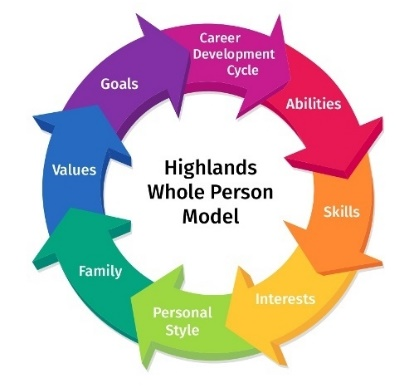 Career
Development
Cycle
Abilities
Skills
Interests
Personal
Style
Family
Values
Goals
Highlands
Whole Person
Model